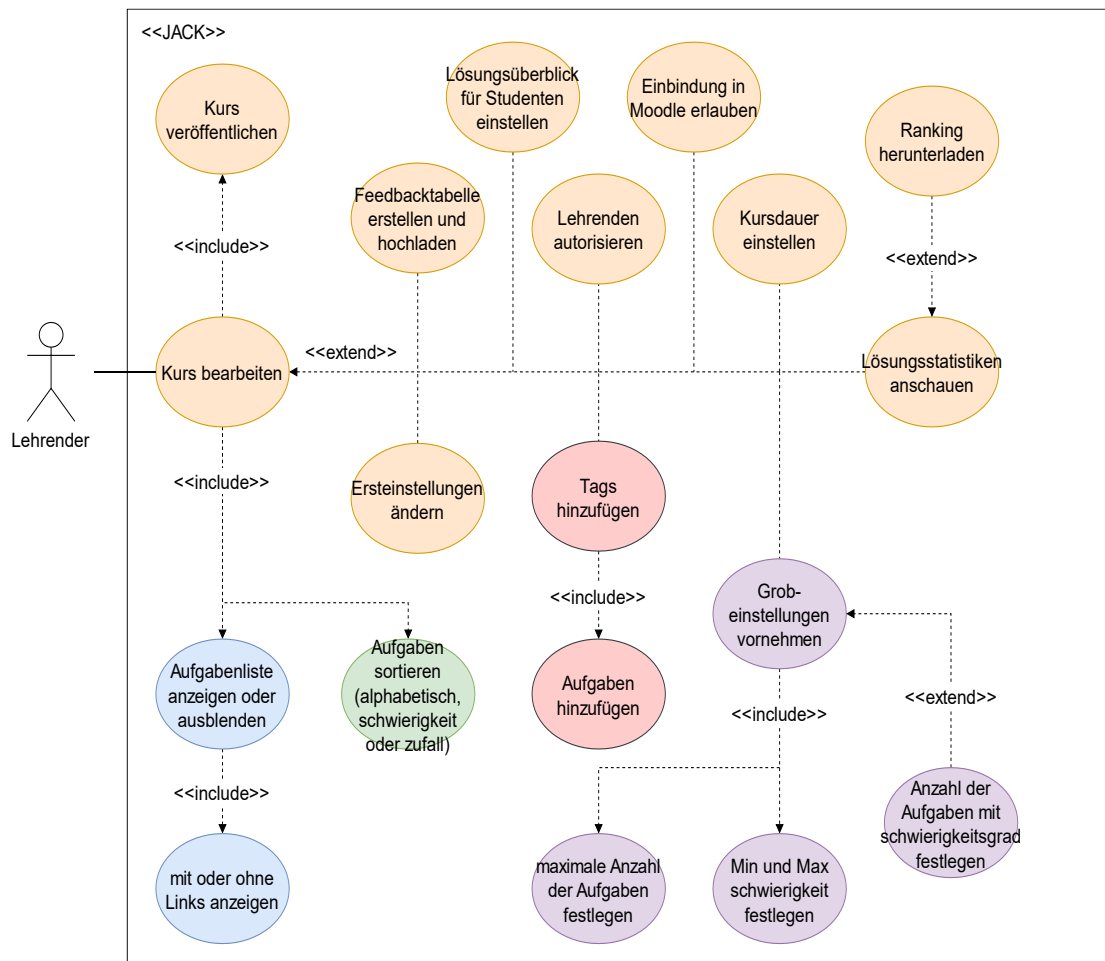 <<JACK>>
Lösungsüberblick
für Studenten
einstellen
Einbindung in
Moodle erlauben
Kurs
veröffentlichen
Ranking
herunterladen
Feedbacktabelle
erstellen und
hochladen
Lehrenden
autorisieren
Kursdauer
einstellen
<<include>>
<<extend>>
<<extend>>
Kurs bearbeiten
Lösungsstatistiken
anschauen
Lehrender
<<include>>
Ersteinstellungen
ändern
Tags
hinzufügen
<<include>>
Grob-
einstellungen
vornehmen
Aufgabenliste
anzeigen oder
ausblenden
Aufgaben
sortieren
(alphabetisch,
schwierigkeit
oder zufall)
Aufgaben
hinzufügen
<<extend>>
<<include>>
<<include>>
Anzahl der
Aufgaben mit
schwierigkeitsgrad
festlegen
mit oder ohne
Links anzeigen
maximale Anzahl
der Aufgaben
festlegen
Min und Max
schwierigkeit
festlegen